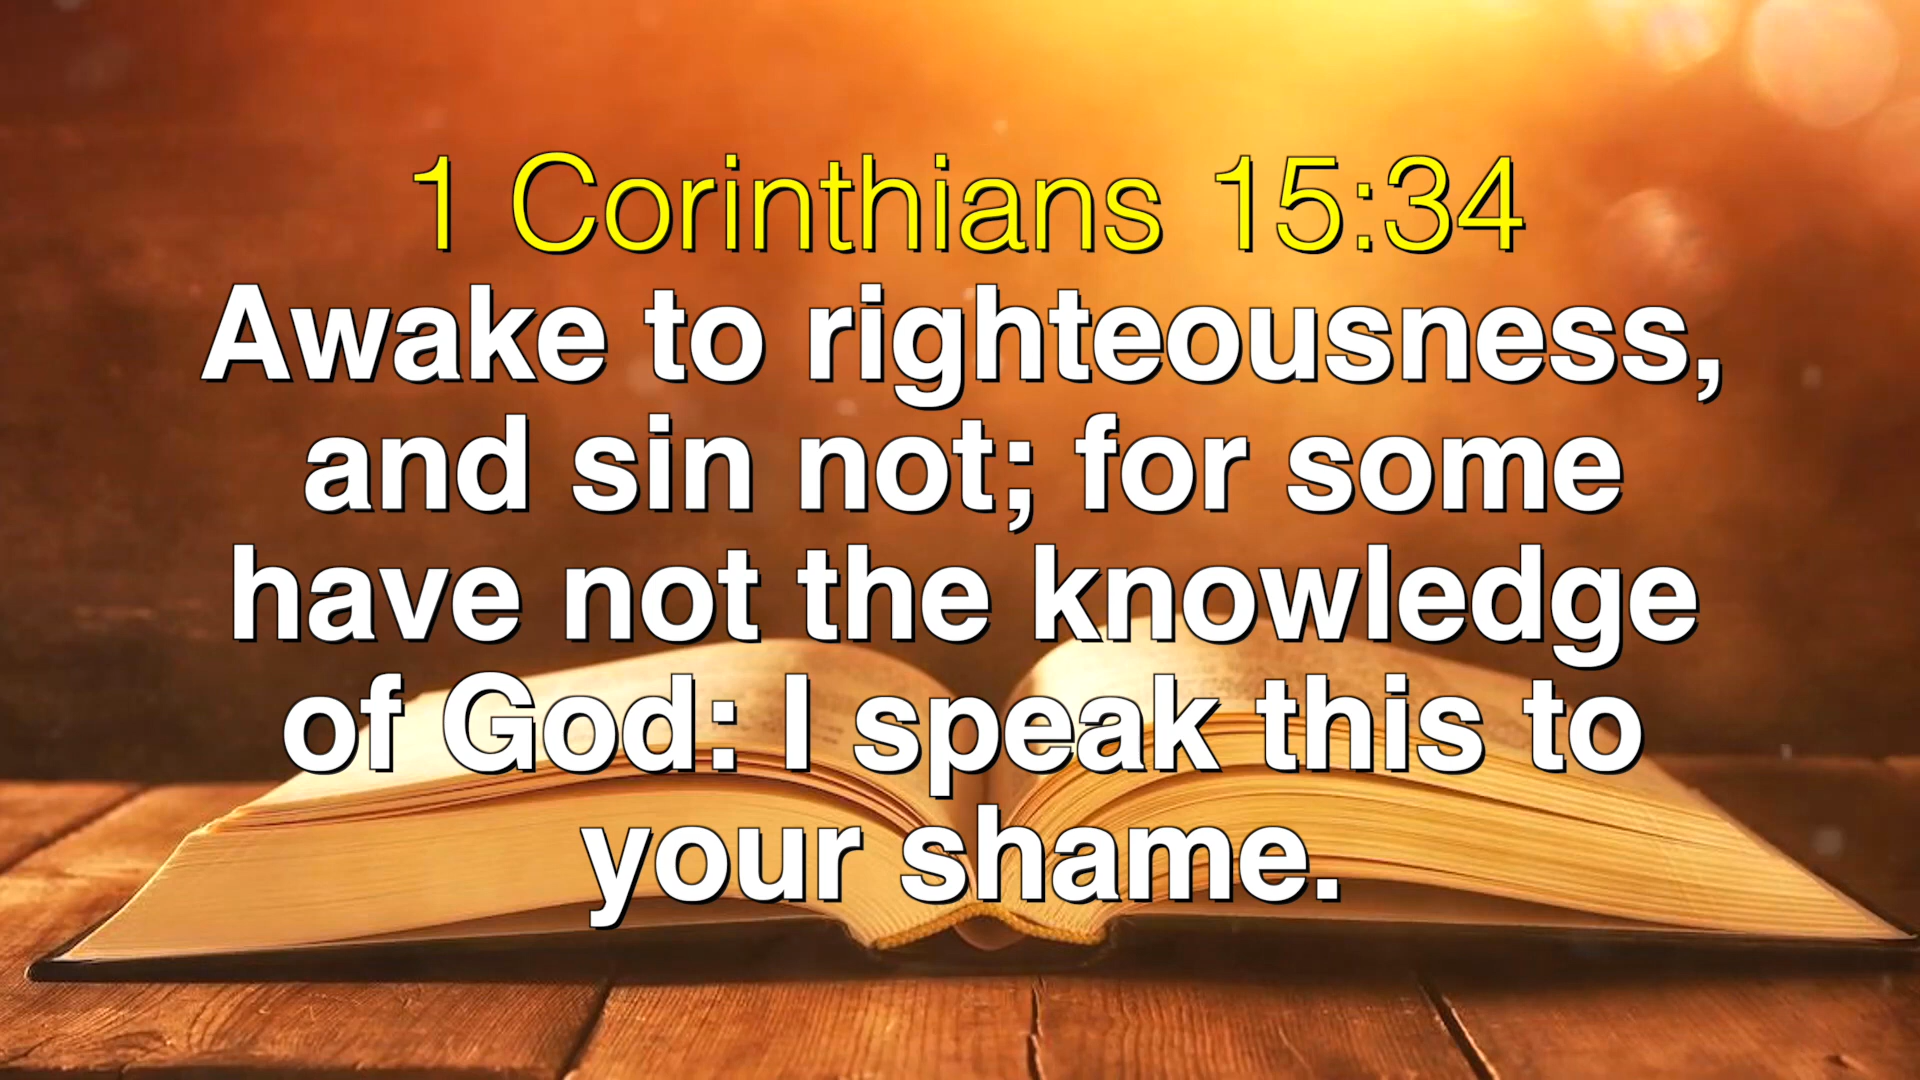 1 Corinthians 15:34
Awake to righteousness,
and sin not; for some
have not the knowledge
of God: I speak this to
your shame.